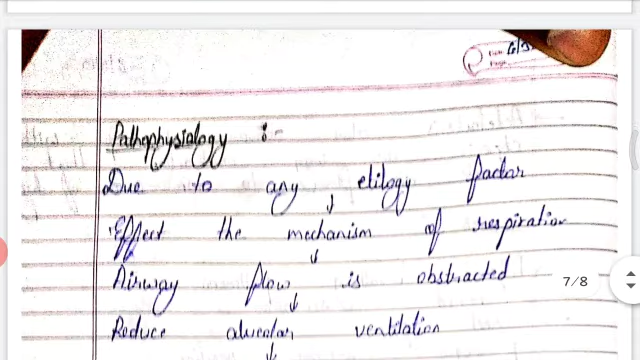 Pathophysiology :-
Due to any etilogy factor
↓
Effect the mechanism of respiration
↓
Airway flow is obstracted
↓
Reduce alveolar ventilation
↓
7/8